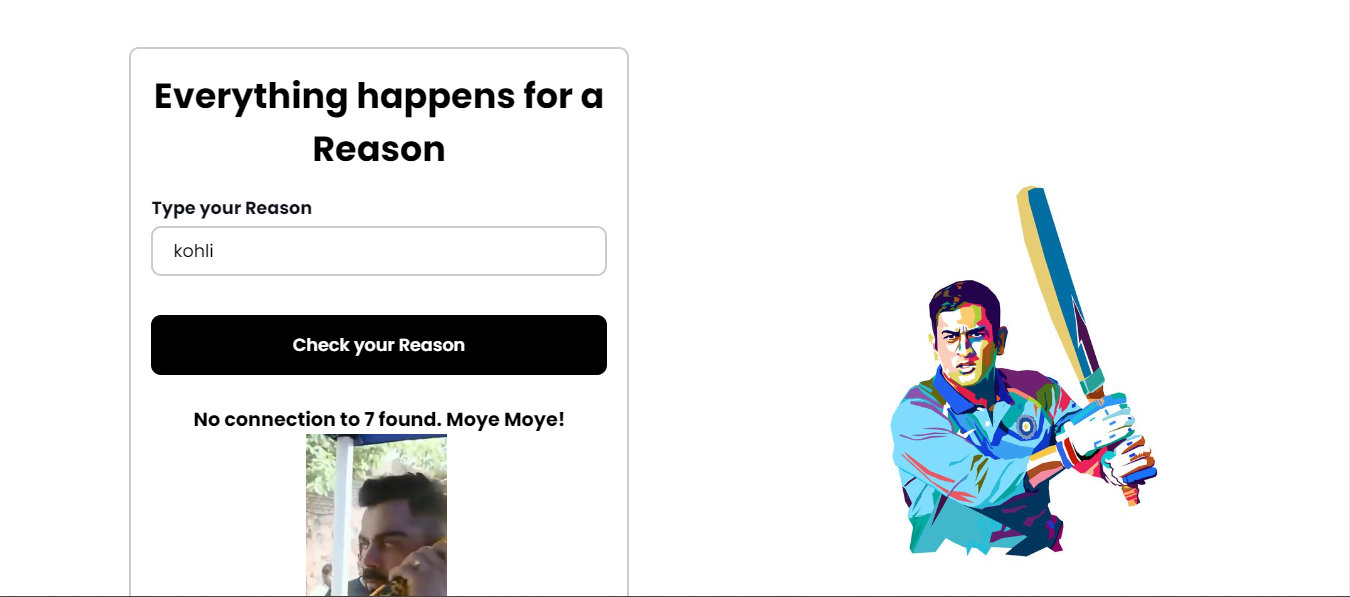 Everything happens for a
Reason
Type your Reason
kohli
Check your Reason
No connection to 7 found. Moye Moye!